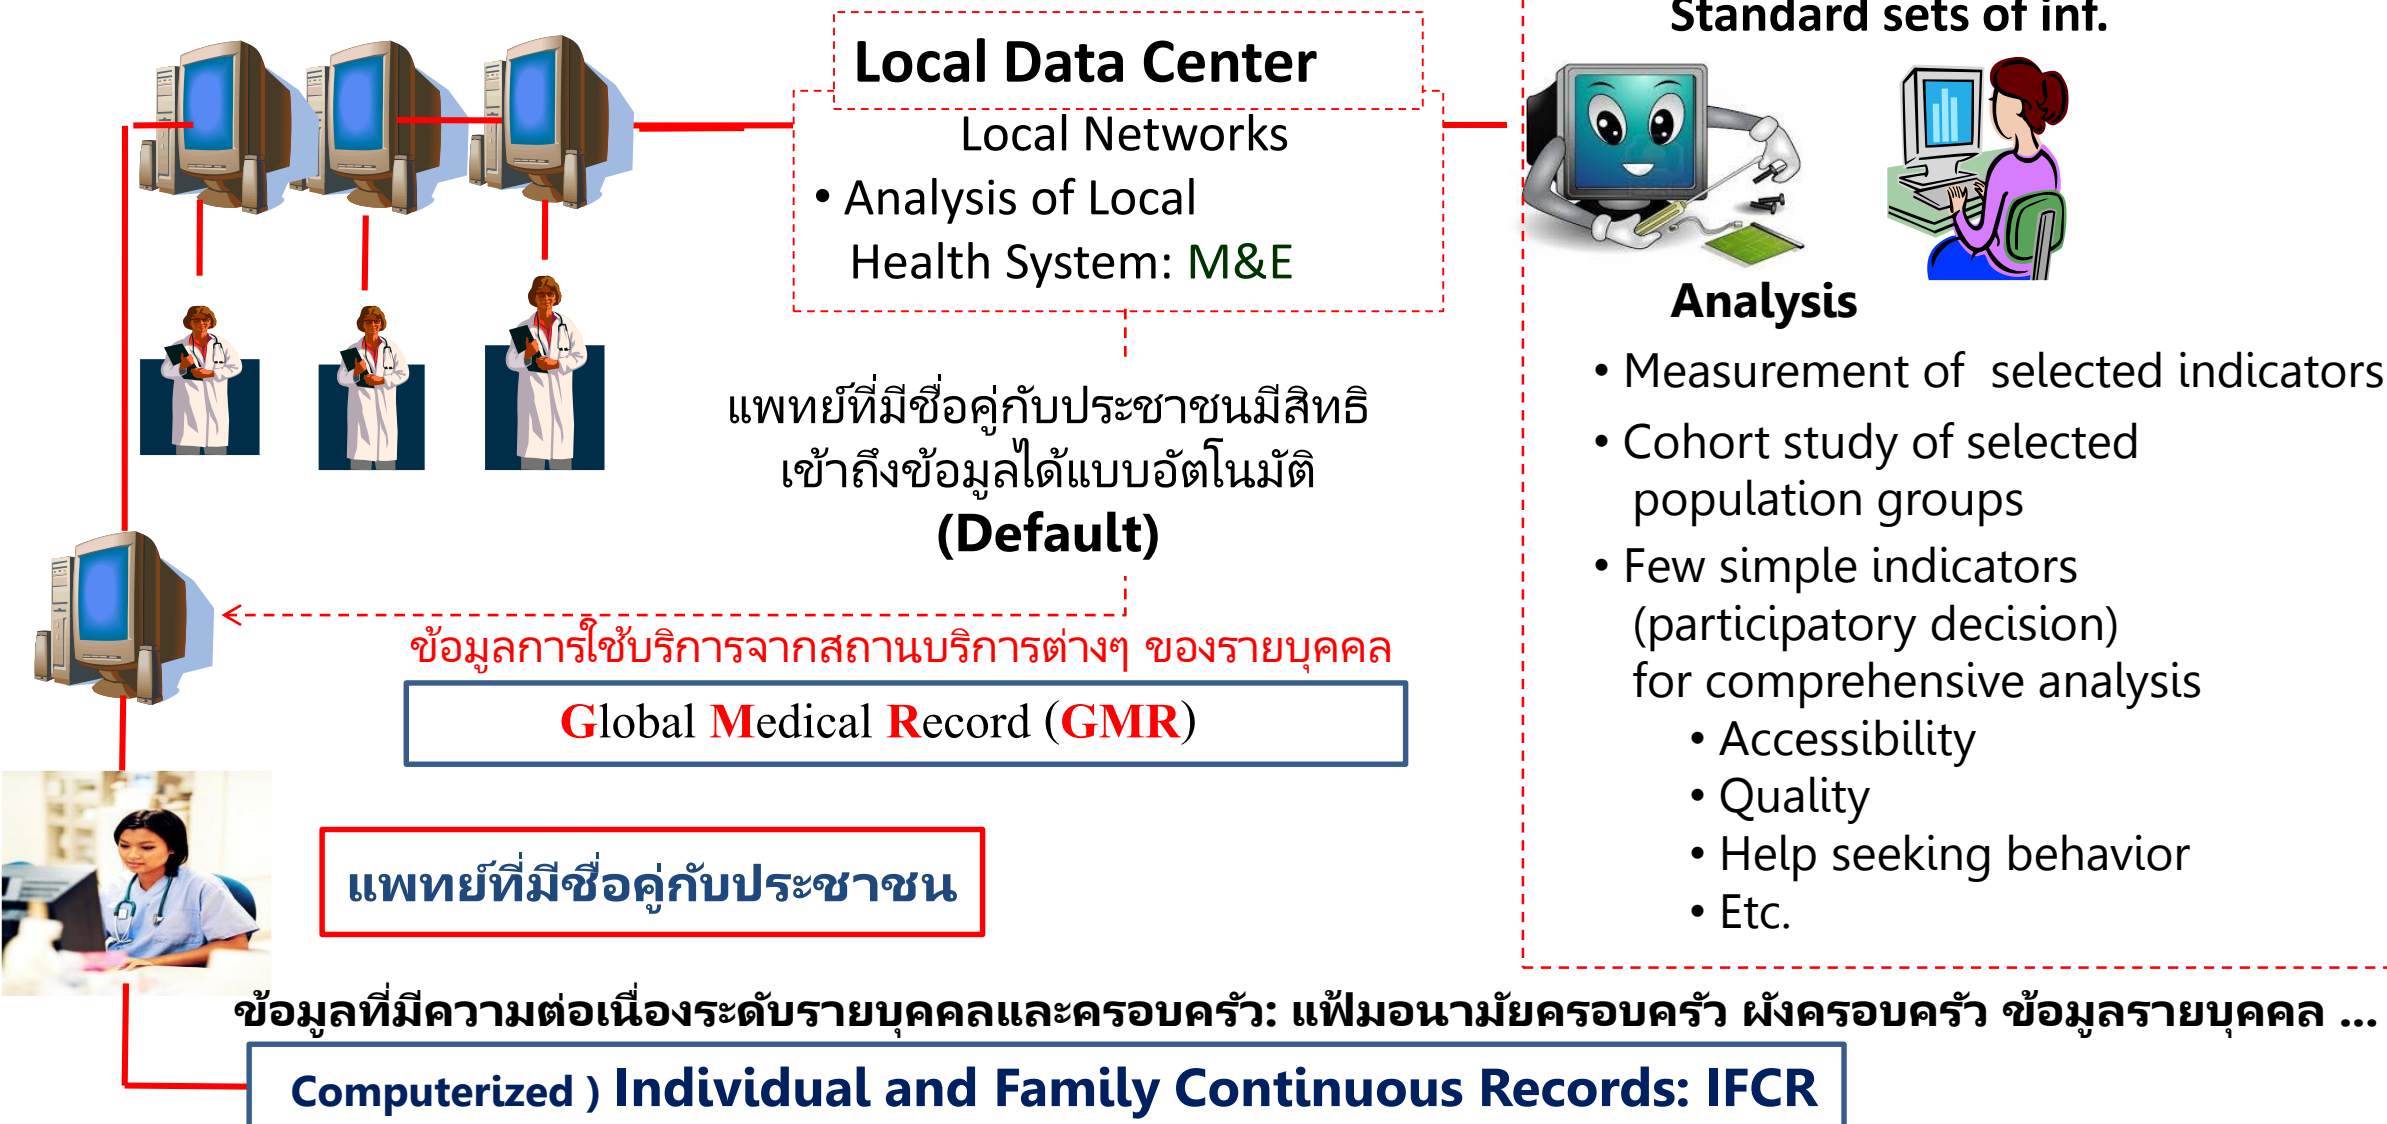 Standard sets of inf.
Local Data Center
Local Networks
• Analysis of Local
Health System: M&E
แพทย์ที่มีชื่อคู่กับประชาชนมีสิทธิ
เข้าถึงข้อมูลได้แบบอัตโนมัติ
(Default)
ข้อมูลการใช้บริการจากสถานบริการต่างๆ ของรายบุคคล
Global Medical Record (GMR)
แพทย์ที่มีชื่อคู่กับประชาชน
Analysis
• Measurement of selected indicators
• Cohort study of selected
population groups
• Few simple indicators
(participatory decision)
for comprehensive analysis
• Accessibility
• Quality
• Help seeking behavior
• Etc.
ข้อมูลที่มีความต่อเนื่องระดับรายบุคคลและครอบครัว: แฟ้มอนามัยครอบครัว ผังครอบครัว ข้อมูลรายบุคคล ...
Computerized ) Individual and Family Continuous Records: IFCR